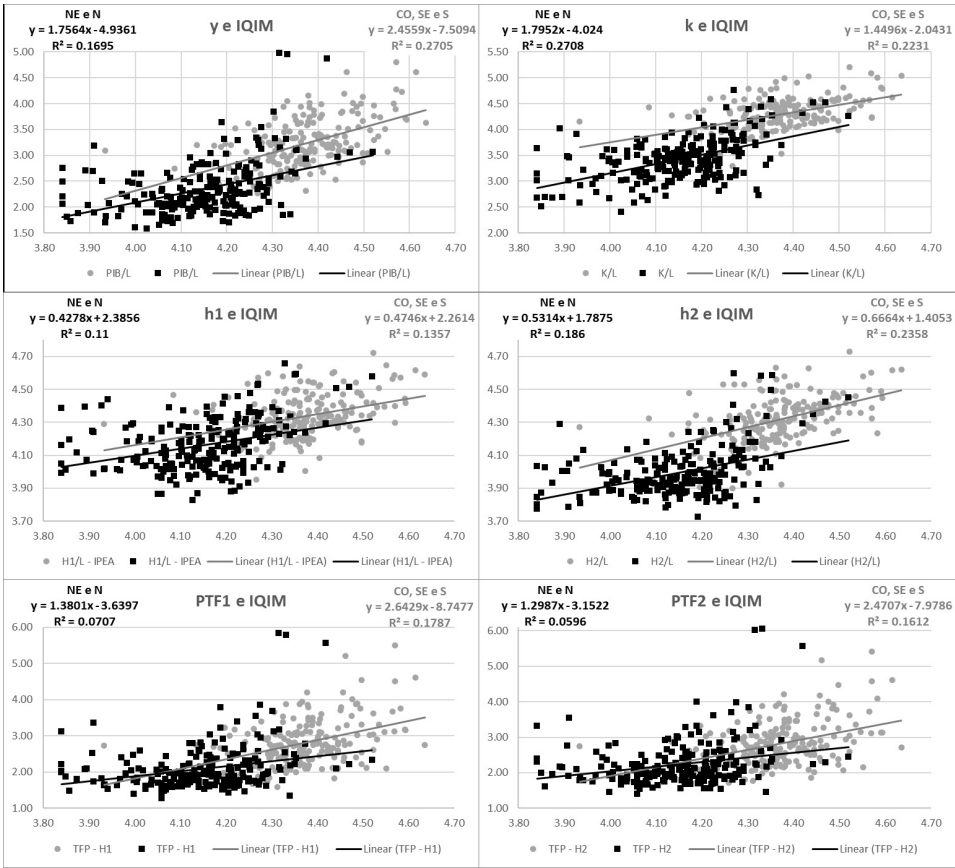 NE e N
y e IQIM
CO, SE e S
y = 1.7564x - 4.9361
y = 2.4559x - 7.5094
R² = 0.1695
R² = 0.2705
5.00
4.50
4.00
3.50
3.00
2.50
2.00
1.50
3.80 3.90 4.00 4.10 4.20 4.30 4.40 4.50 4.60 4.70
PIB/L PIB/L Linear (PIB/L) Linear (PIB/L)
NE e N
k e IQIM
CO, SE e S
y = 1.7952x - 4.024
y = 1.4496x - 2.0431
R² = 0.2708
R² = 0.2231
5.50
5.00
4.50
4.00
3.50
3.00
2.50
2.00
3.80 3.90 4.00 4.10 4.20 4.30 4.40 4.50 4.60 4.70
K/L K/L Linear (K/L) Linear (K/L)
NE e N
h1 e IQIM
CO, SE e S
y = 0.4278x + 2.3856
y = 0.4746x + 2.2614
R² = 0.11
R² = 0.1357
4.70
4.50
4.30
4.10
3.90
3.70
3.80 3.90 4.00 4.10 4.20 4.30 4.40 4.50 4.60 4.70
H1/L - IPEA H1/L - IPEA Linear (H1/L - IPEA) Linear (H1/L - IPEA)
NE e N
h2 e IQIM
CO, SE e S
y = 0.5314x + 1.7875
y = 0.6664x + 1.4053
R² = 0.186
R² = 0.2358
4.70
4.50
4.30
4.10
3.90
3.70
3.80 3.90 4.00 4.10 4.20 4.30 4.40 4.50 4.60 4.70
H2/L H2/L Linear (H2/L) Linear (H2/L)
NE e N
PTF1 e IQIM
CO, SE e S
y = 1.3801x - 3.6397
y = 2.6429x - 8.7477
R² = 0.0707
R² = 0.1787
6.00
5.00
4.00
3.00
2.00
1.00
3.80 3.90 4.00 4.10 4.20 4.30 4.40 4.50 4.60 4.70
TFP - H1 TFP - H1 Linear (TFP - H1) Linear (TFP - H1)
NE e N
PTF2 e IQIM
CO, SE e S
y = 1.2987x - 3.1522
y = 2.4707x - 7.9786
R² = 0.0596
R² = 0.1612
6.00
5.00
4.00
3.00
2.00
1.00
3.80 3.90 4.00 4.10 4.20 4.30 4.40 4.50 4.60 4.70
TFP - H2 TFP - H2 Linear (TFP - H2) Linear (TFP - H2)